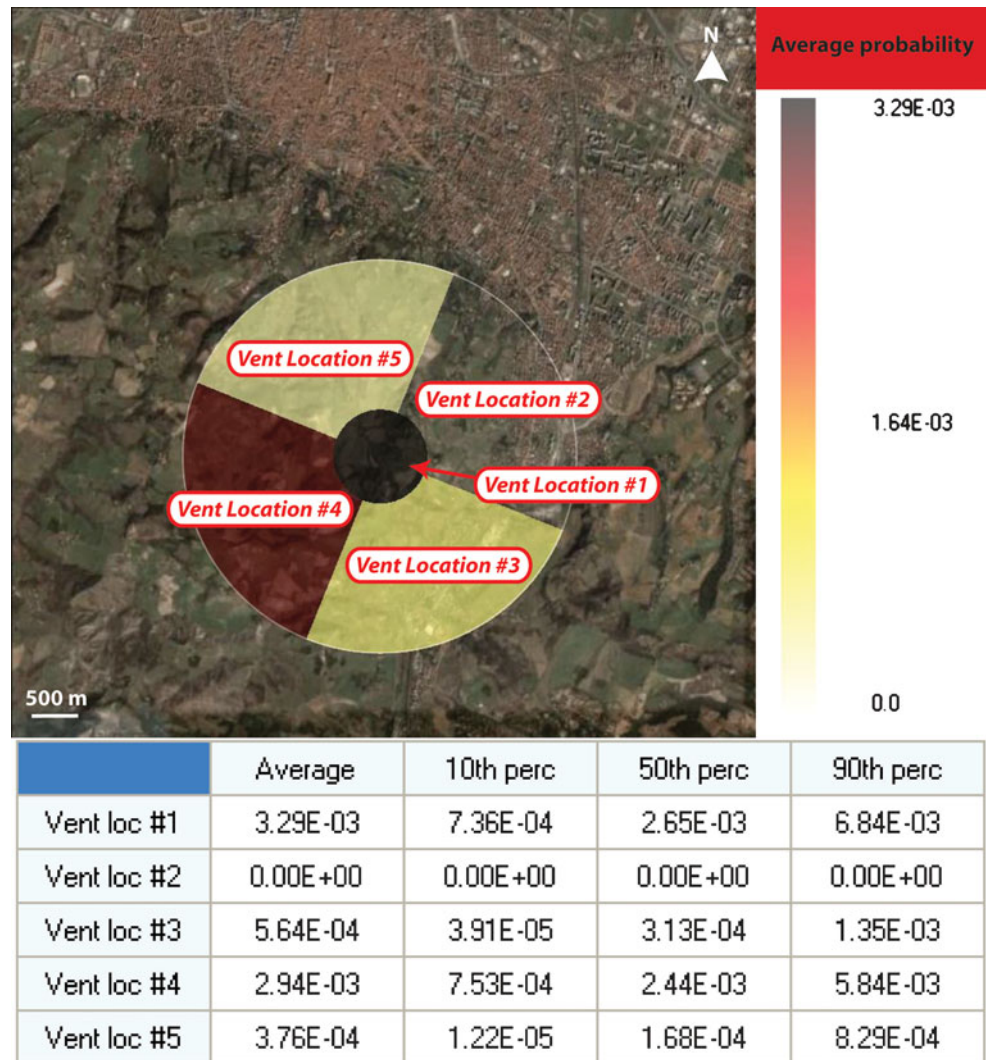 N
Average probability
3.29E-03
1.64E-03
0.0
Vent Location #5
Vent Location #2
Vent Location #1
Vent Location #4
Vent Location #3
500 m
Average 10th perc 50th perc 90th perc
Vent loc #1 3.29E-03 7.36E-04 2.65E-03 6.84E-03
Vent loc #2 0.00E+00 0.00E+00 0.00E+00 0.00E+00
Vent loc #3 5.64E-04 3.91E-05 3.13E-04 1.35E-03
Vent loc #4 2.94E-03 7.53E-04 2.44E-03 5.84E-03
Vent loc #5 3.76E-04 1.22E-05 1.68E-04 8.29E-04